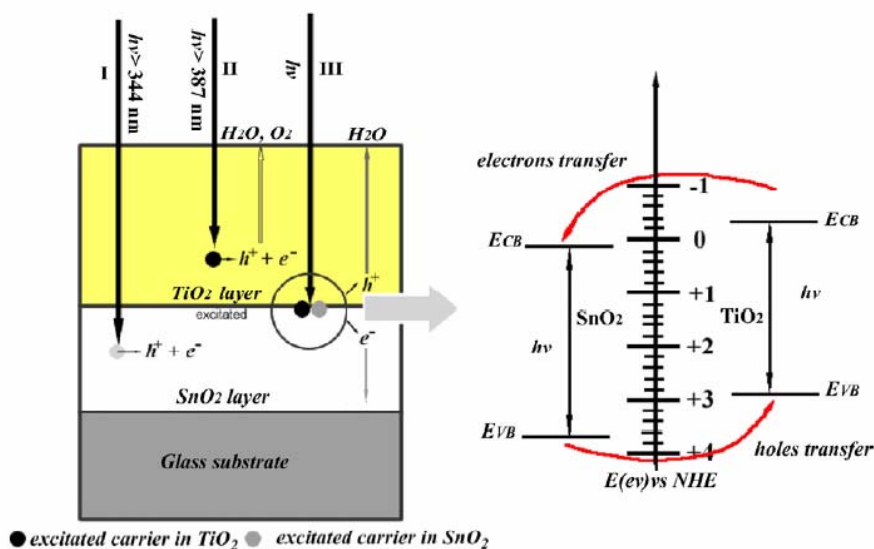 I
hν> 344 nm
II
hν> 387 nm
hν
III
H2O, O2
H2O
h+ + e-
TiO2 layer
excitated
h+
e-
h+ + e-
SnO2 layer
Glass substrate
● excitated carrier in TiO2 ● excitated carrier in SnO2
electrons transfer
-1
ECB
0
ECB
+1
SnO2
TiO2
hν
hν
+2
+3
EVB
EVB
+4
holes transfer
E(ev)vs NHE